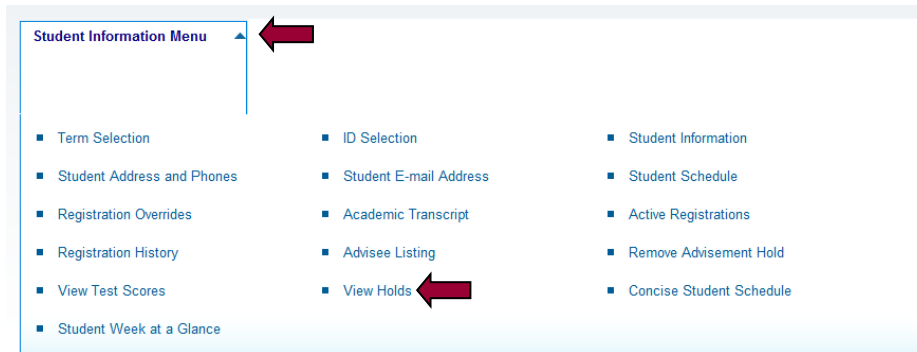 Student Information Menu
Term Selection
ID Selection
Student Information
Student Address and Phones
Student E-mail Address
Student Schedule
Registration Overrides
Academic Transcript
Active Registrations
Registration History
Advisee Listing
Remove Advisement Hold
View Test Scores
View Holds
Concise Student Schedule
Student Week at a Glance